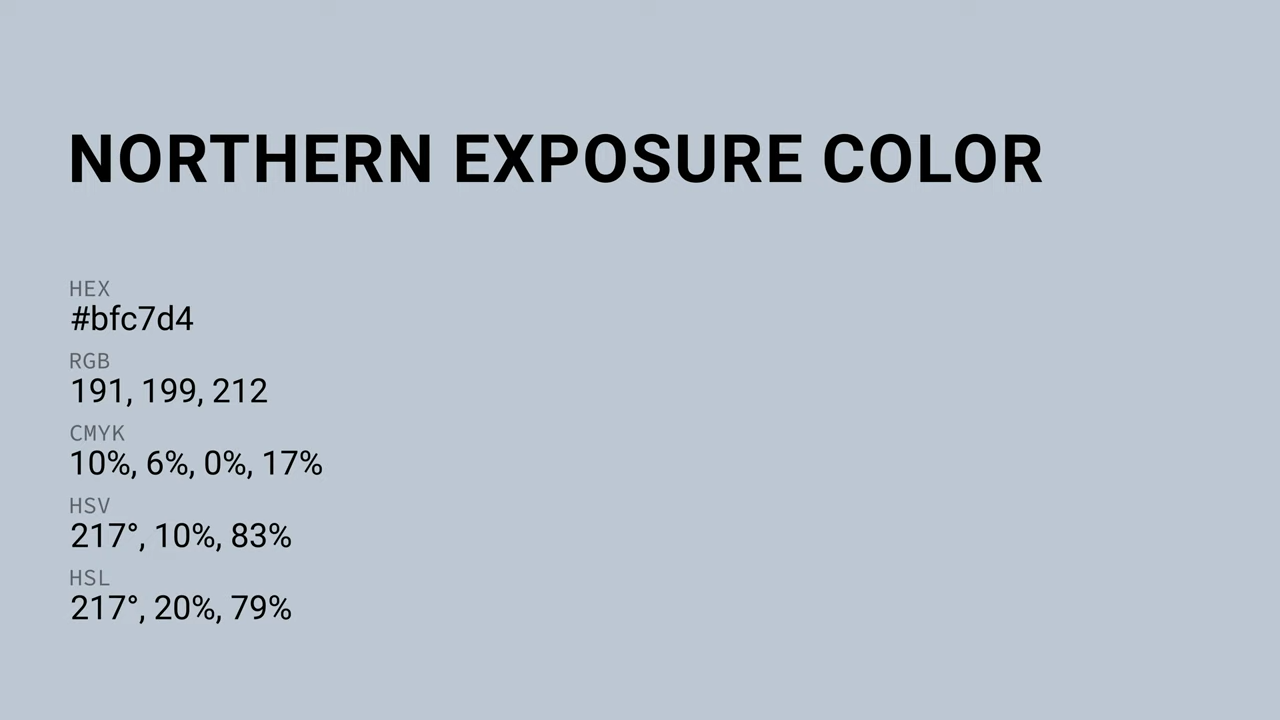 NORTHERN EXPOSURE COLOR
HEX
#bfc7d4
RGB
191, 199, 212
CMYK
10%, 6%, 0%, 17%
HSV
217°, 10%, 83%
HSL
217°, 20%, 79%